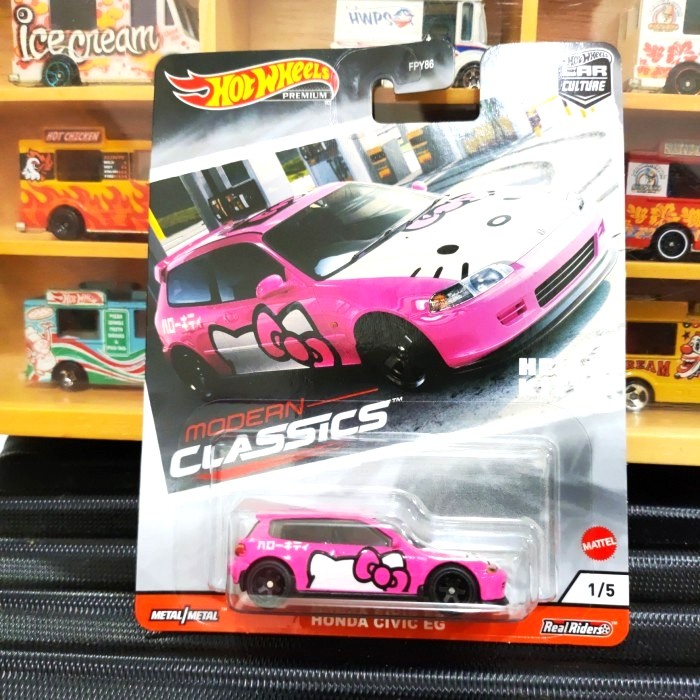 ice cream
HWPS
HOT WHEELS
PREMIUM
FPY86
CAR
CULTURE
HOT CHICKEN
Hot Wheels
ハローキティ
MODERN
CLASSICS™
ハローキティ
MATTEL
1/5
METAL/METAL
HONDA CIVIC EG
Real Riders